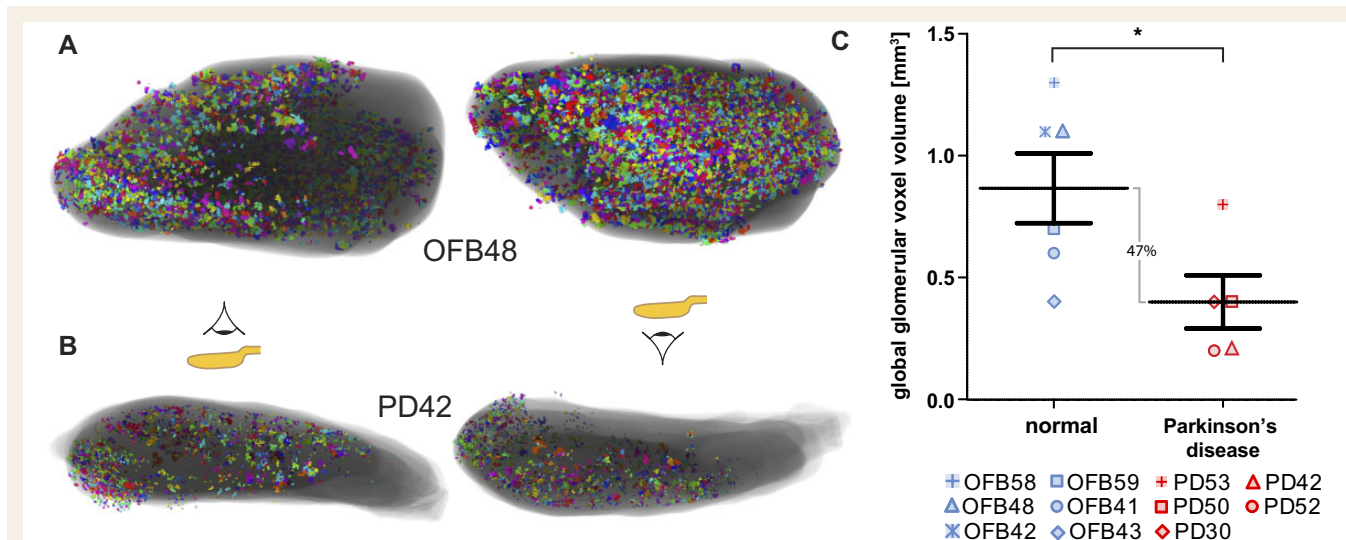 A
OFB48
B
PD42
C
*
global glomerular voxel volume [mm³]
1.5
1.0
0.5
0.0
47%
normal
Parkinson's
disease
OFB58 OFB59 PD53 PD42
OFB48 OFB41 PD50 PD52
OFB42 OFB43 PD30